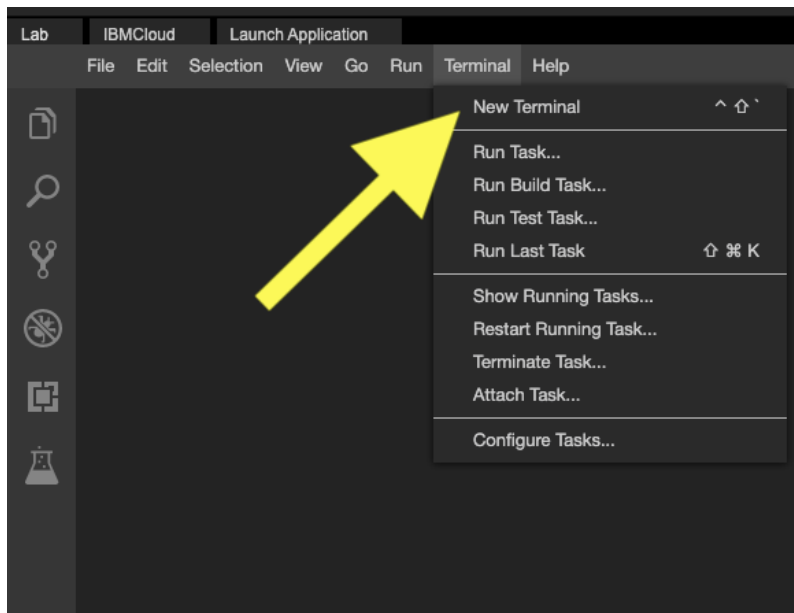 Lab IBMCloud Launch Application
File Edit Selection View Go Run Terminal Help
New Terminal ^ ⇧ `
Run Task...
Run Build Task...
Run Test Task...
Run Last Task ⇧ ⌘ K
Show Running Tasks...
Restart Running Task...
Terminate Task...
Attach Task...
Configure Tasks...